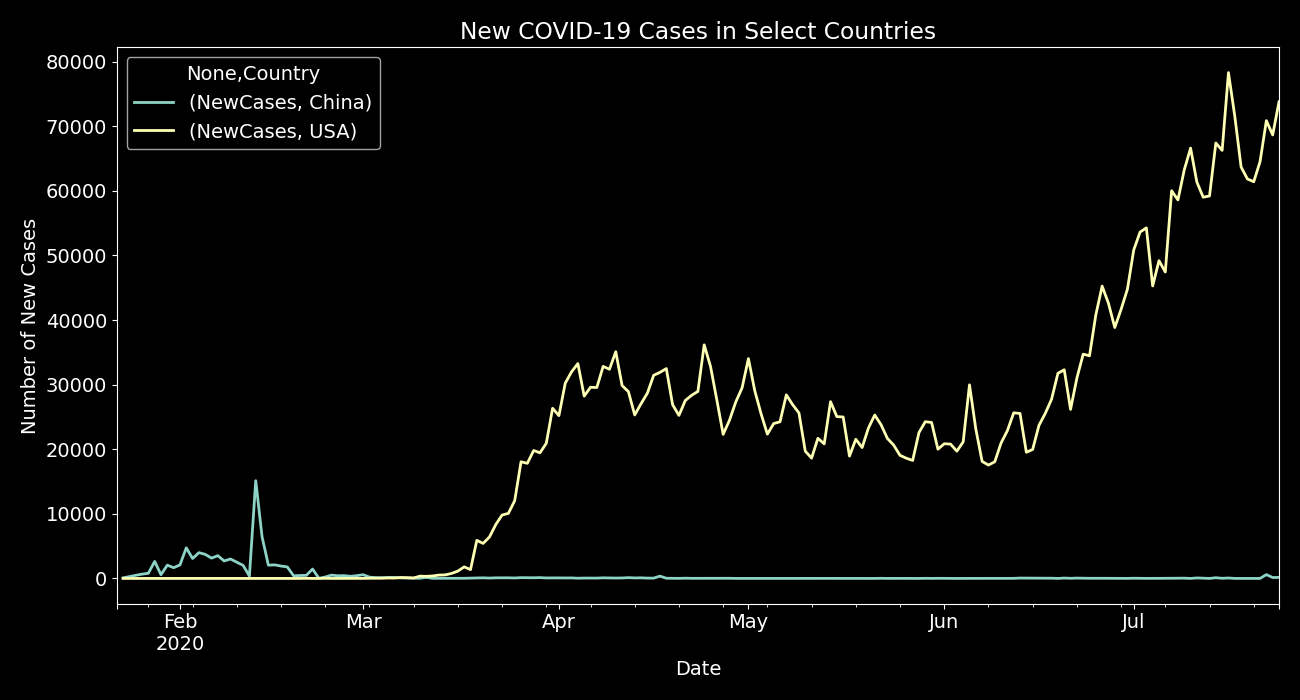 New COVID-19 Cases in Select Countries
None,Country
(NewCases, China)
(NewCases, USA)
80000
70000
60000
50000
40000
30000
20000
10000
0
Number of New Cases
Feb Mar Apr May Jun Jul
2020
Date